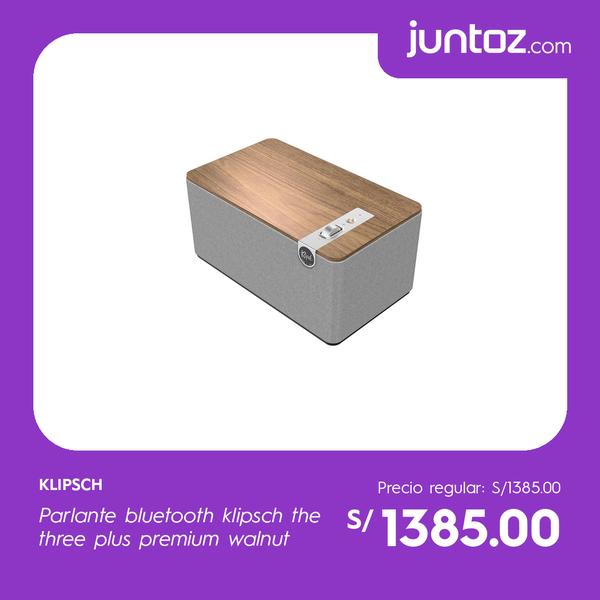 juntoz.com
KLIPSCH
Parlante bluetooth klipsch the
three plus premium walnut
Precio regular: S/1385.00
S/1385.00